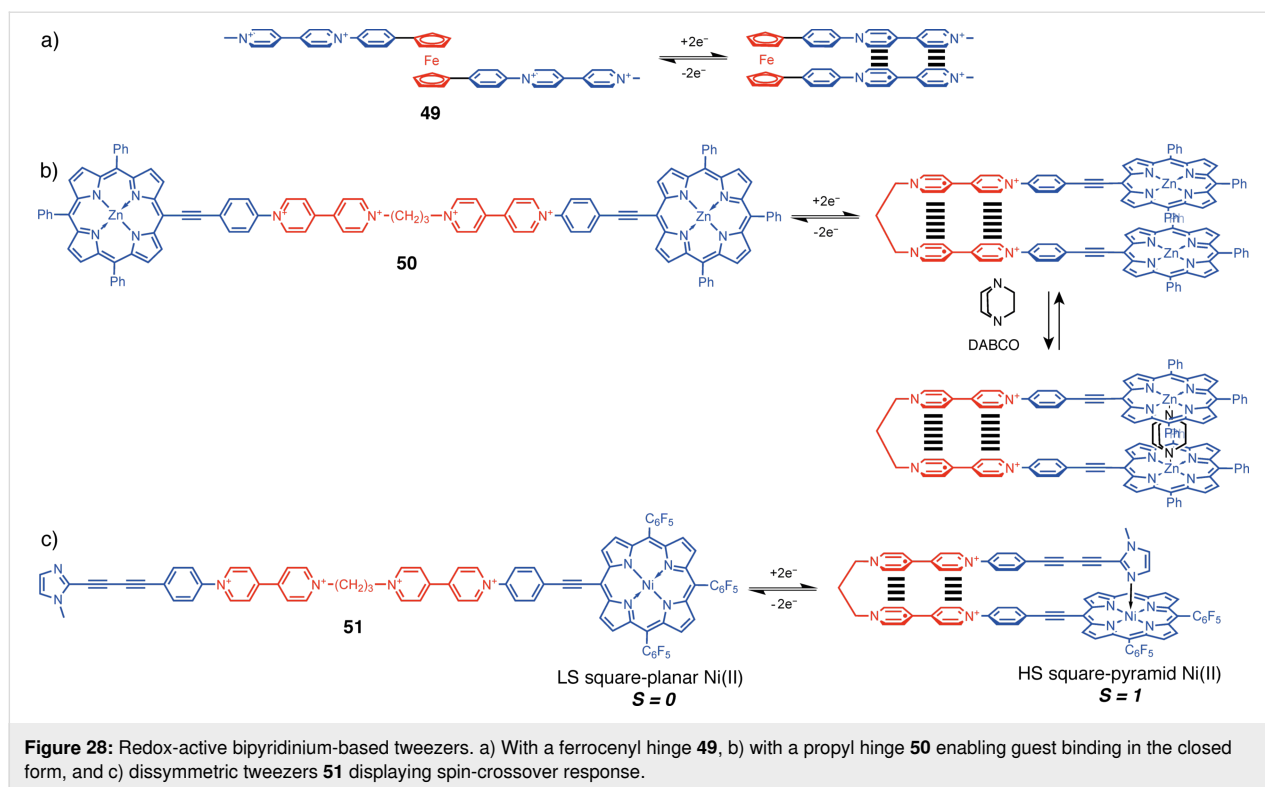 a)
N⁺
N⁺
Fe
N⁺
N⁺
49
+2e⁻
-2e⁻
Fe
N
N⁺
N
N⁺
b)
Ph
Ph
Ph
N
N
N
N
Zn
N⁺
N⁺
(CH₂)₃
N⁺
N⁺
N
N
N
N
Zn
Ph
Ph
Ph
50
+2e⁻
-2e⁻
N
N⁺
N
N⁺
Ph
N
N
Zn
N
N
Ph
Ph
N
N
Zn
N
N
Ph
Ph
N
N
DABCO
N
N⁺
N
N⁺
Ph
N
N
Zn
N
N
Ph
N
Ph
N
N
N
Zn
N
N
Ph
Ph
c)
N
N
N⁺
N⁺
(CH₂)₃
N⁺
N⁺
C₆F₅
N
N
Ni
N
N
C₆F₅
C₆F₅
51
LS square-planar Ni(II)
S = 0
+2e⁻
- 2e⁻
N
N⁺
N
N⁺
N
N
N
N
Ni
N
N
C₆F₅
C₆F₅
HS square-pyramid Ni(II)
S = 1
Figure 28: Redox-active bipyridinium-based tweezers. a) With a ferrocenyl hinge 49, b) with a propyl hinge 50 enabling guest binding in the closed
form, and c) dissymmetric tweezers 51 displaying spin-crossover response.